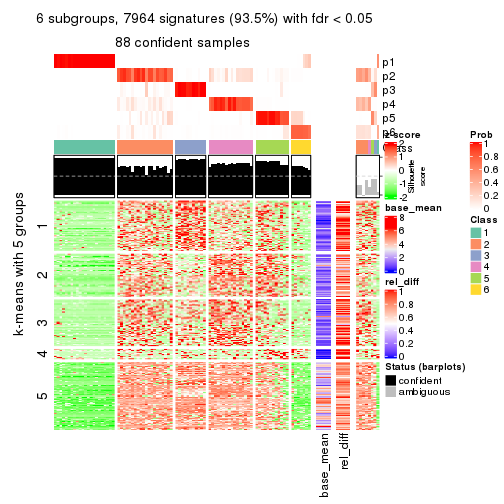 6 subgroups, 7964 signatures (93.5%) with fdr < 0.05
88 confident samples
p1
p2
p3
p4
p5
p6
z-score
2
1
0
-1
-2
Class
Silhouette
score
Prob
1
0.8
0.6
0.4
0.2
0
base_mean
8
6
4
2
0
Class
1
2
3
4
5
6
rel_diff
1
0.8
0.6
0.4
0.2
0
Status (barplots)
confident
ambiguous
k-means with 5 groups
1
2
3
4
5
base_mean
rel_diff